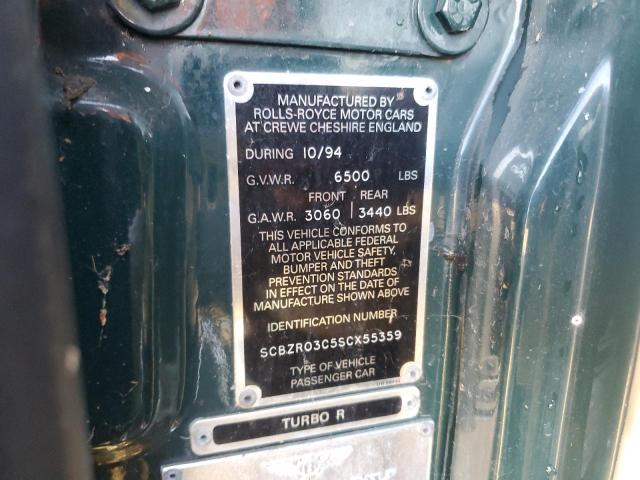 MANUFACTURED BY
ROLLS-ROYCE MOTOR CARS
AT CREWE CHESHIRE ENGLAND
DURING 10/94
G.V.W.R. 6500 LBS
FRONT REAR
G.A.W.R. 3060 3440 LBS
THIS VEHICLE CONFORMS TO
ALL APPLICABLE FEDERAL
MOTOR VEHICLE SAFETY,
BUMPER AND THEFT
PREVENTION STANDARDS
IN EFFECT ON THE DATE OF
MANUFACTURE SHOWN ABOVE
IDENTIFICATION NUMBER
SCBZR03C5SCX55359
TYPE OF VEHICLE
PASSENGER CAR
TURBO R